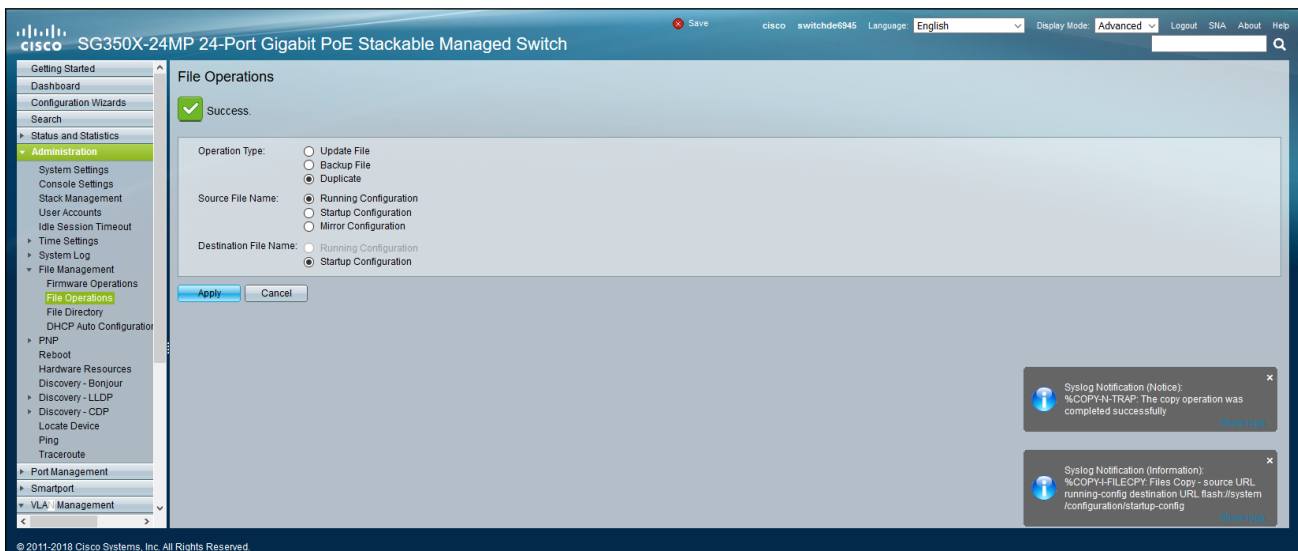 Save
cisco switchde6945 Language: English Display Mode: Advanced Logout SNA About Help
CISCO SG350X-24MP 24-Port Gigabit PoE Stackable Managed Switch
Getting Started
Dashboard
Configuration Wizards
Search
Status and Statistics
Administration
System Settings
Console Settings
Stack Management
User Accounts
Idle Session Timeout
Time Settings
System Log
File Management
Firmware Operations
File Operations
File Directory
DHCP Auto Configuration
PNP
Reboot
Hardware Resources
Discovery - Bonjour
Discovery - LLDP
Discovery - CDP
Locate Device
Ping
Traceroute
Port Management
Smartport
VLAN Management
File Operations
Success.
Operation Type: Update File
Backup File
Duplicate
Source File Name: Running Configuration
Startup Configuration
Mirror Configuration
Destination File Name: Running Configuration
Startup Configuration
Apply Cancel
Syslog Notification (Notice):
%COPY-N-TRAP: The copy operation was
completed successfully
Syslog Notification (Information):
%COPY-I-FILECPY: Files Copy - source URL
running-config destination URL flash://system
/configuration/startup-config
© 2011-2018 Cisco Systems, Inc. All Rights Reserved.